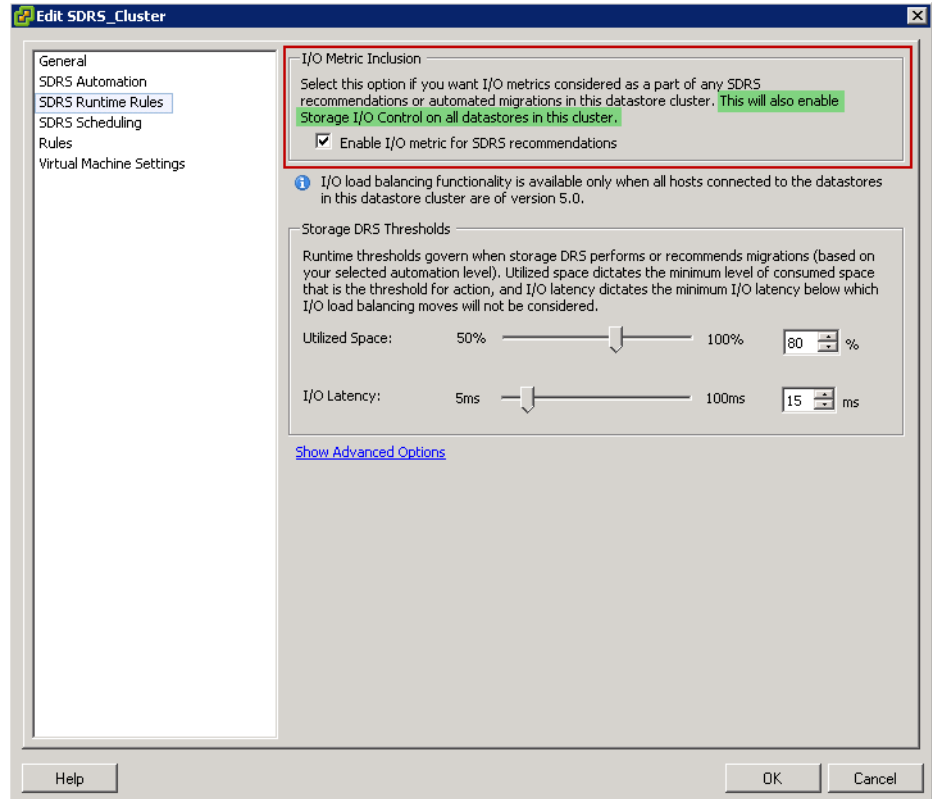 Edit SDRS_Cluster
General
SDRS Automation
SDRS Runtime Rules
SDRS Scheduling
Rules
Virtual Machine Settings
I/O Metric Inclusion
Select this option if you want I/O metrics considered as a part of any SDRS
recommendations or automated migrations in this datastore cluster. This will also enable
Storage I/O Control on all datastores in this cluster.
Enable I/O metric for SDRS recommendations
I/O load balancing functionality is available only when all hosts connected to the datastores
in this datastore cluster are of version 5.0.
Storage DRS Thresholds
Runtime thresholds govern when storage DRS performs or recommends migrations (based on
your selected automation level). Utilized space dictates the minimum level of consumed space
that is the threshold for action, and I/O latency dictates the minimum I/O latency below which
I/O load balancing moves will not be considered.
Utilized Space: 50% 100% 80 %
I/O Latency: 5ms 100ms 15 ms
Show Advanced Options
Help OK Cancel